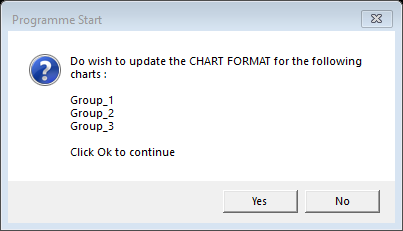 Programme Start
Do wish to update the CHART FORMAT for the following
charts :
Group_1
Group_2
Group_3
Click Ok to continue
Yes
No